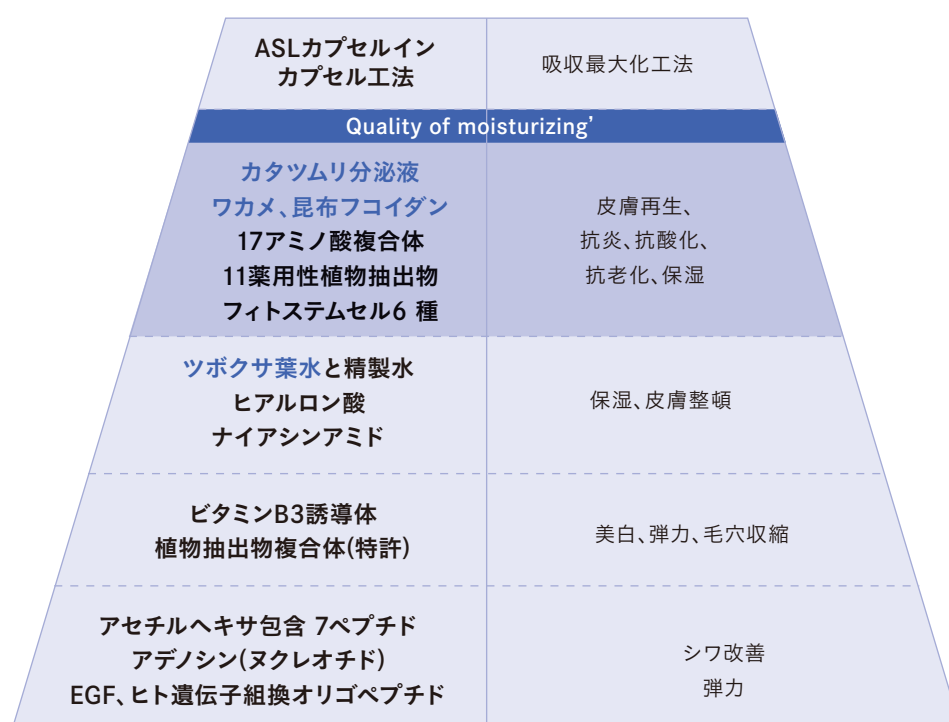 ASLカプセルイン
カプセル工法
吸収最大化工法
Quality of moisturizing’
カタツムリ分泌液
ワカメ、昆布フコイダン
17アミノ酸複合体
11薬用性植物抽出物
フィトステムセル6 種
皮膚再生、
抗炎、抗酸化、
抗老化、保湿
ツボクサ葉水と精製水
ヒアルロン酸
ナイアシンアミド
保湿、皮膚整頓
ビタミンB3誘導体
植物抽出物複合体(特許)
美白、弾力、毛穴収縮
アセチルヘキサ包含 7ペプチド
アデノシン(ヌクレオチド)
EGF、ヒト遺伝子組換オリゴペプチド
シワ改善
弾力